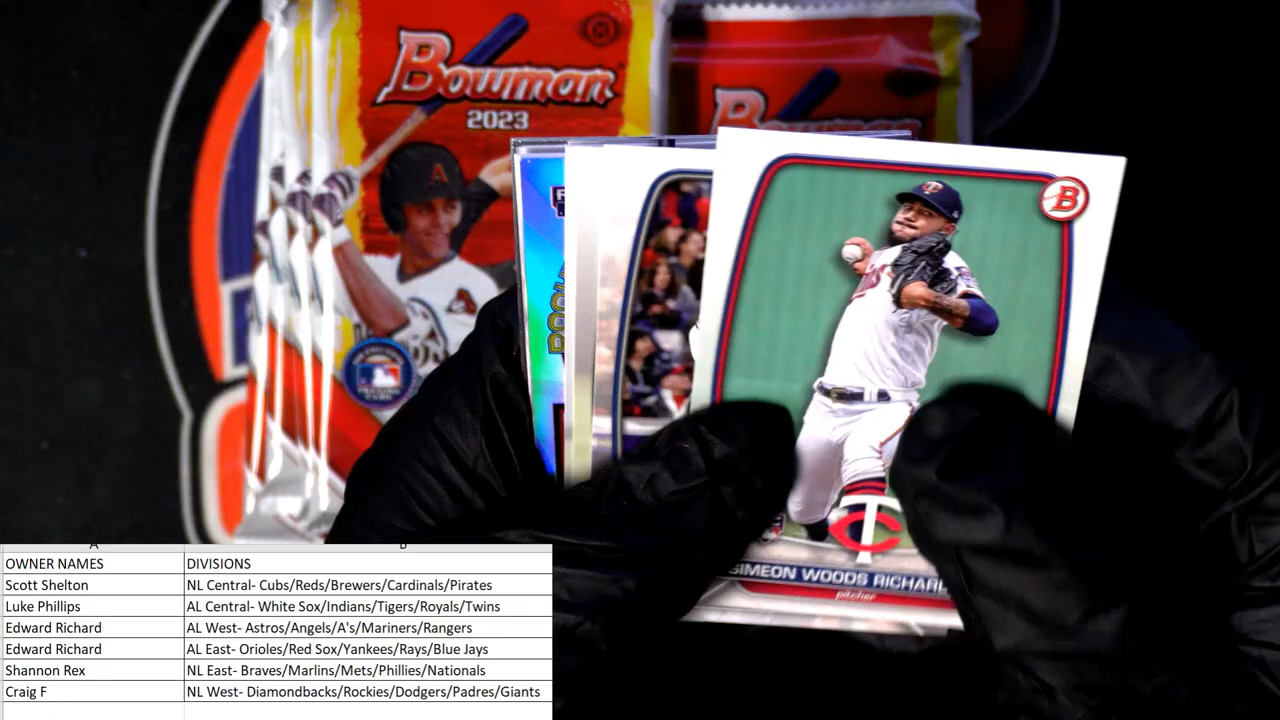 Bowman
2023
A
B
SIMEON WOODS RICHAR
pitcher
A B
OWNER NAMES DIVISIONS
Scott Shelton NL Central- Cubs/Reds/Brewers/Cardinals/Pirates
Luke Phillips AL Central- White Sox/Indians/Tigers/Royals/Twins
Edward Richard AL West- Astros/Angels/A's/Mariners/Rangers
Edward Richard AL East- Orioles/Red Sox/Yankees/Rays/Blue Jays
Shannon Rex NL East- Braves/Marlins/Mets/Phillies/Nationals
Craig F NL West- Diamondbacks/Rockies/Dodgers/Padres/Giants